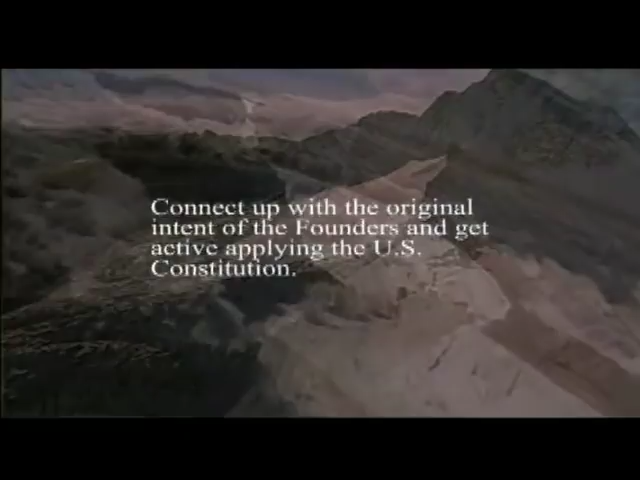 Connect up with the original
intent of the Founders and get
active applying the U.S.
Constitution.